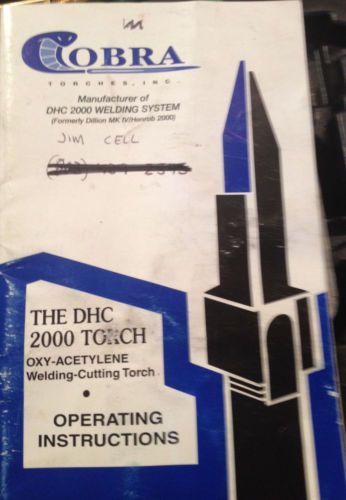 COBRA
TORCHES, INC.
Manufacturer of
DHC 2000 WELDING SYSTEM
(Formerly Dillion MK IV/Henrob 2000)
JIM CELL
THE DHC
2000 TORCH
OXY-ACETYLENE
Welding-Cutting Torch
•
OPERATING
INSTRUCTIONS